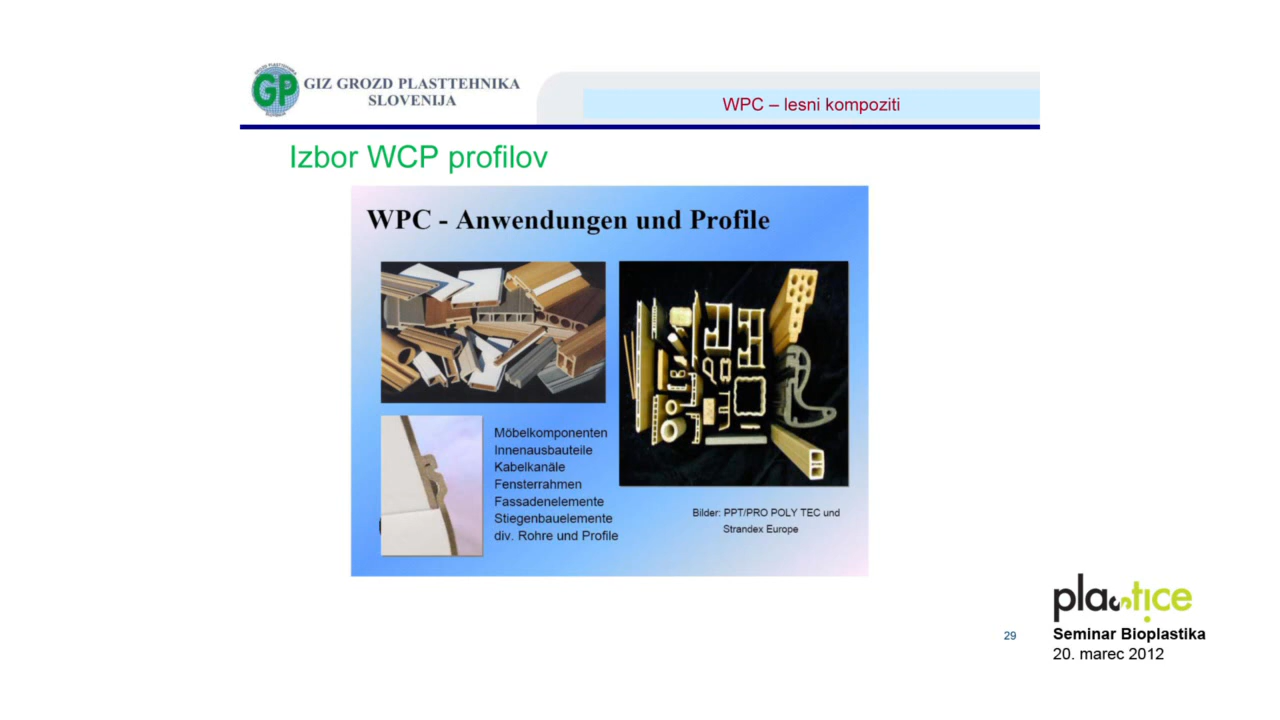 GP
GIZ GROZD PLASTTEHNIKA
SLOVENIJA
WPC – lesni kompoziti
Izbor WCP profilov
WPC - Anwendungen und Profile
Möbelkomponenten
Innenausbauteile
Kabelkanäle
Fensterrahmen
Fassadenelemente
Stiegenbauelemente
div. Rohre und Profile
Bilder: PPT/PRO POLY TEC und
Strandex Europe
plastice
29
Seminar Bioplastika
20. marec 2012